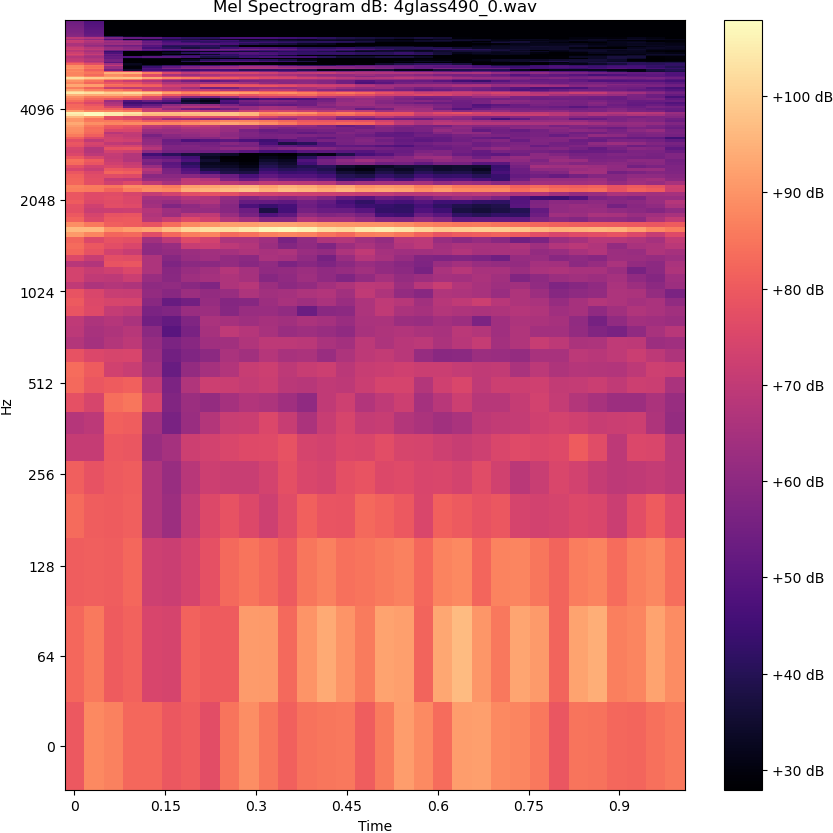 Mel Spectrogram dB: 4glass490_0.wav
+100 dB
4096
+90 dB
2048
1024
+80 dB
512
+70 dB
Hz
256
+60 dB
128
+50 dB
64
+40 dB
0
+30 dB
0 0.15 0.3 0.45 0.6 0.75 0.9
Time